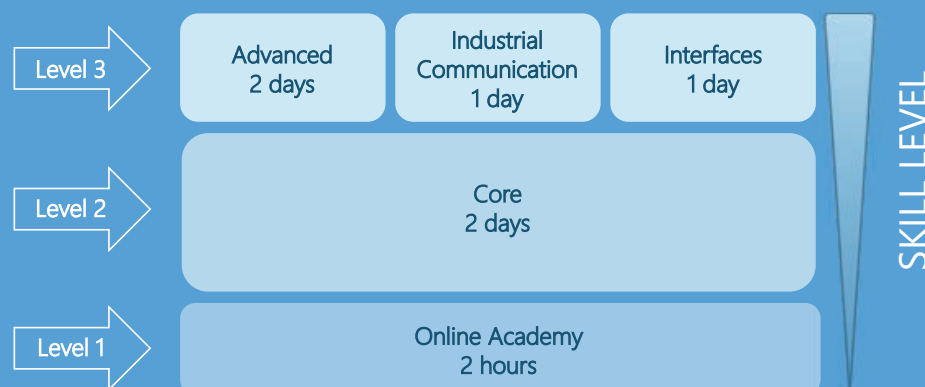 Level 3
Advanced
2 days
Industrial
Communication
1 day
Interfaces
1 day
SKILL LEVEL
Level 2
Core
2 days
Level 1
Online Academy
2 hours